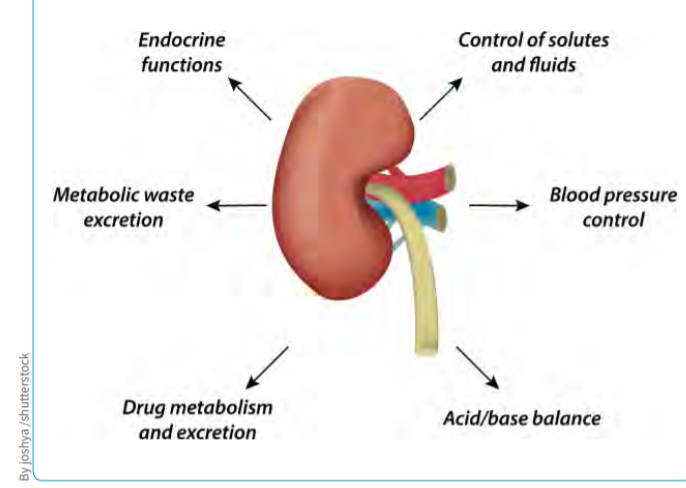 Endocrine
functions
Control of solutes
and fluids
Metabolic waste
excretion
Blood pressure
control
Drug metabolism
and excretion
Acid/base balance
By joshya /shutterstock